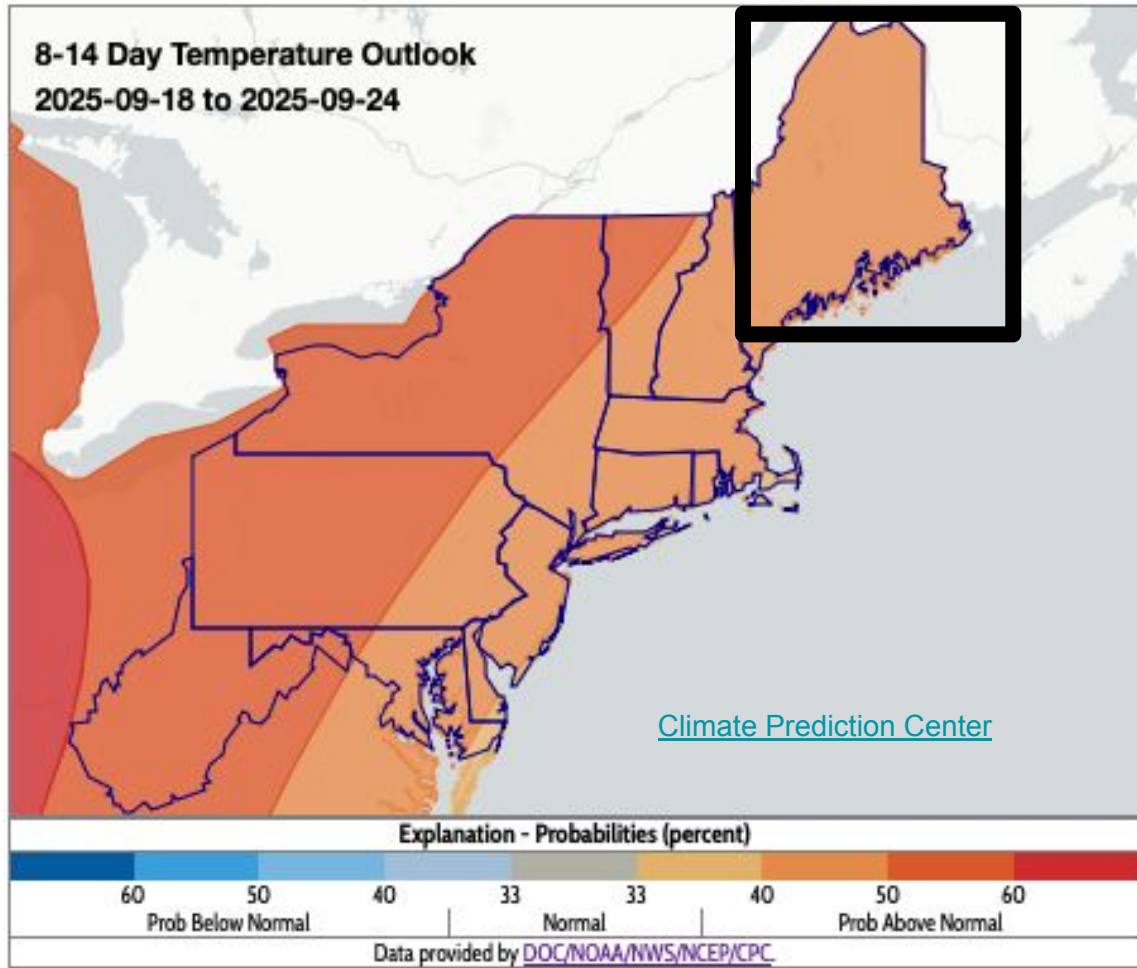 8-14 Day Temperature Outlook
2025-09-18 to 2025-09-24
Climate Prediction Center
Explanation - Probabilities (percent)
60 50 40 33 33 40 50 60
Prob Below Normal Normal Prob Above Normal
Data provided by DOC/NOAA/NWS/NCEP/CPC.